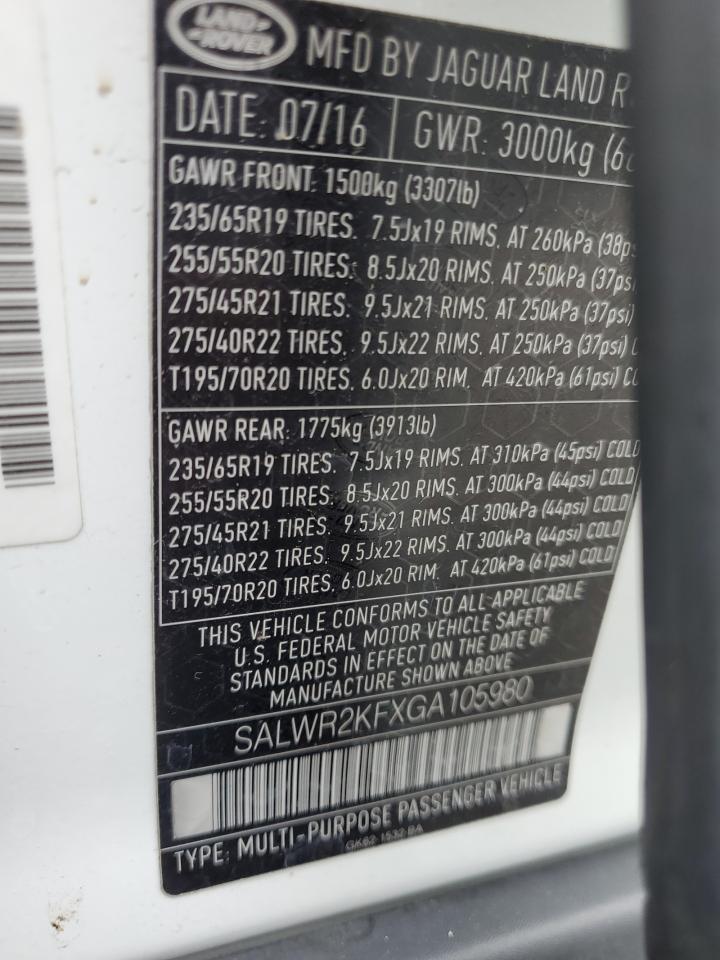 LAND
ROVER
MFD BY JAGUAR LAND R
DATE: 07/16 GWR: 3000kg (6
GAWR FRONT: 1500kg (3307lb)
235/65R19 TIRES. 7.5Jx19 RIMS. AT 260kPa (38ps
255/55R20 TIRES: 8.5Jx20 RIMS. AT 250kPa (37psi
275/45R21 TIRES: 9.5Jx21 RIMS. AT 250kPa (37psi)
275/40R22 TIRES. 9.5Jx22 RIMS. AT 250kPa (37psi) C
T195/70R20 TIRES. 6.0Jx20 RIM. AT 420kPa (61psi) CO
GAWR REAR: 1775kg (3913lb)
235/65R19 TIRES. 7.5Jx19 RIMS. AT 310kPa (45psi) COLD
255/55R20 TIRES. 8.5Jx20 RIMS. AT 300kPa (44psi) COLD
275/45R21 TIRES. 9.5Jx21 RIMS. AT 300kPa (44psi) COLD
275/40R22 TIRES. 9.5Jx22 RIMS. AT 300kPa (44psi) COLD
T195/70R20 TIRES. 6.0Jx20 RIM. AT 420kPa (61psi) COLD
THIS VEHICLE CONFORMS TO ALL APPLICABLE
U.S. FEDERAL MOTOR VEHICLE SAFETY
STANDARDS IN EFFECT ON THE DATE OF
MANUFACTURE SHOWN ABOVE
SALWR2KFXGA105980
TYPE: MULTI-PURPOSE PASSENGER VEHICLE
GK62-1532-BA